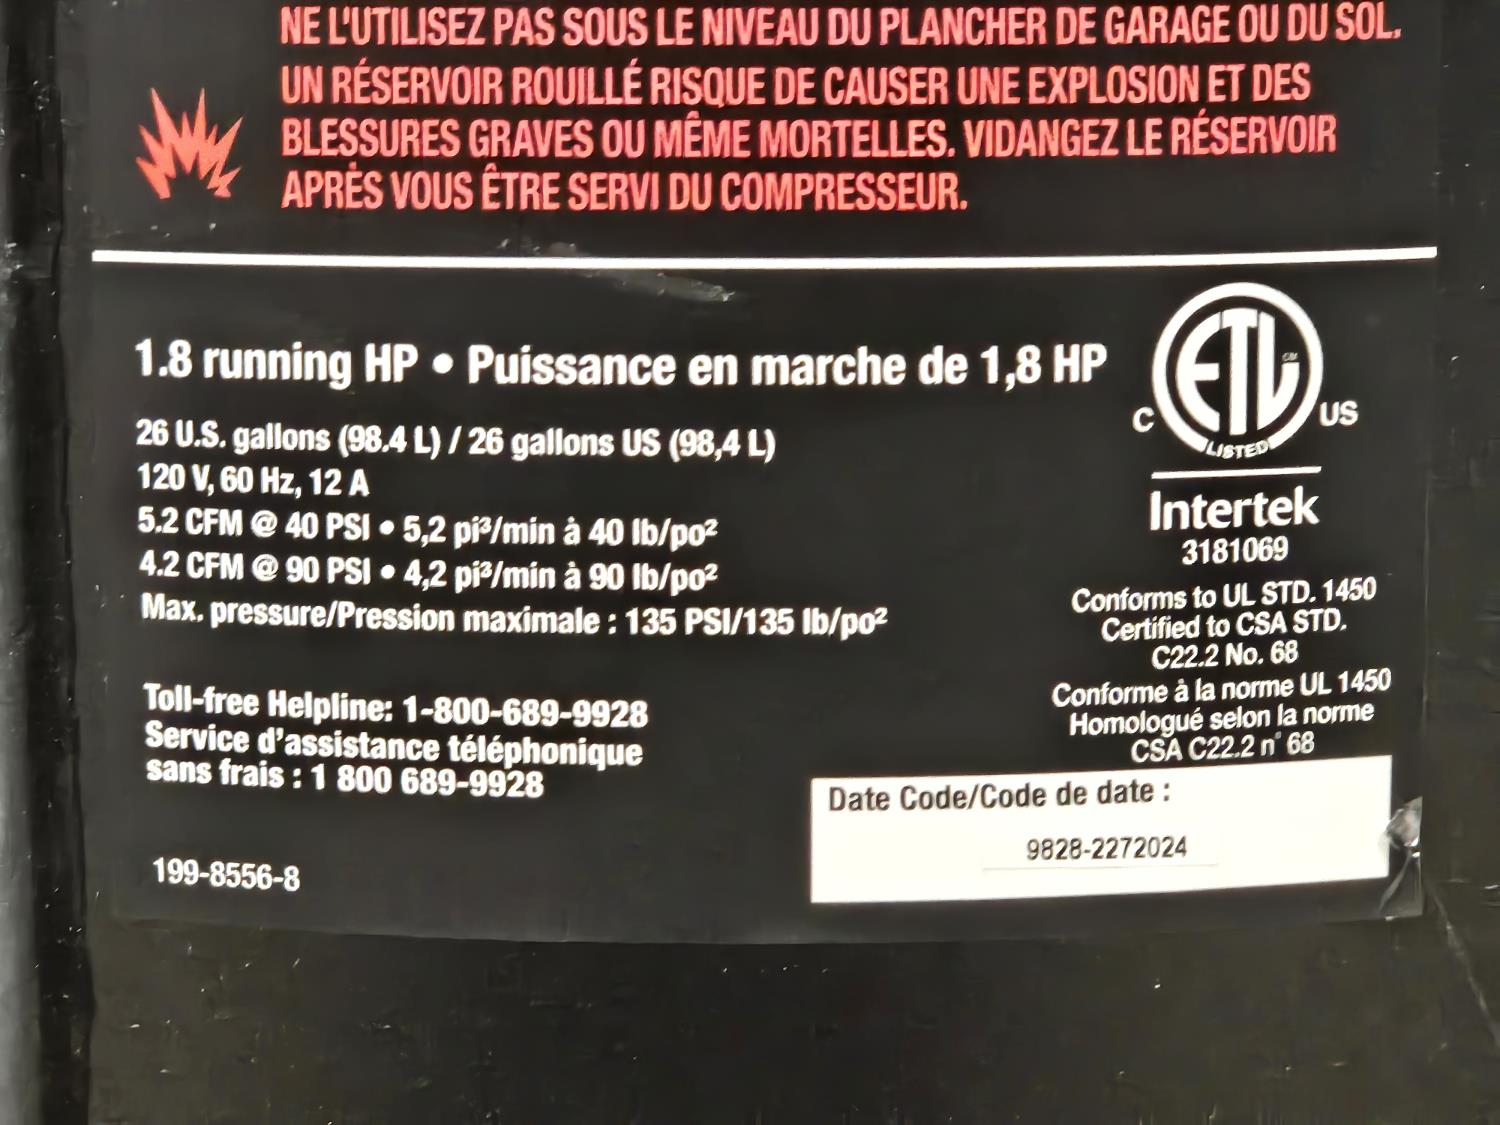 NE L'UTILISEZ PAS SOUS LE NIVEAU DU PLANCHER DE GARAGE OU DU SOL.
UN RÉSERVOIR ROUILLÉ RISQUE DE CAUSER UNE EXPLOSION ET DES
BLESSURES GRAVES OU MÊME MORTELLES. VIDANGEZ LE RÉSERVOIR
APRÈS VOUS ÊTRE SERVI DU COMPRESSEUR.
1.8 running HP • Puissance en marche de 1,8 HP
26 U.S. gallons (98.4 L) / 26 gallons US (98,4 L)
120 V, 60 Hz, 12 A
5.2 CFM @ 40 PSI • 5,2 pi³/min à 40 lb/po²
4.2 CFM @ 90 PSI • 4,2 pi³/min à 90 lb/po²
Max. pressure/Pression maximale : 135 PSI/135 lb/po²
Toll-free Helpline: 1-800-689-9928
Service d'assistance téléphonique
sans frais : 1 800 689-9928
199-8556-8
ETL CM
LISTED
C US
Intertek
3181069
Conforms to UL STD. 1450
Certified to CSA STD.
C22.2 No. 68
Conforme à la norme UL 1450
Homologué selon la norme
CSA C22.2 n° 68
Date Code/Code de date :
9828-2272024